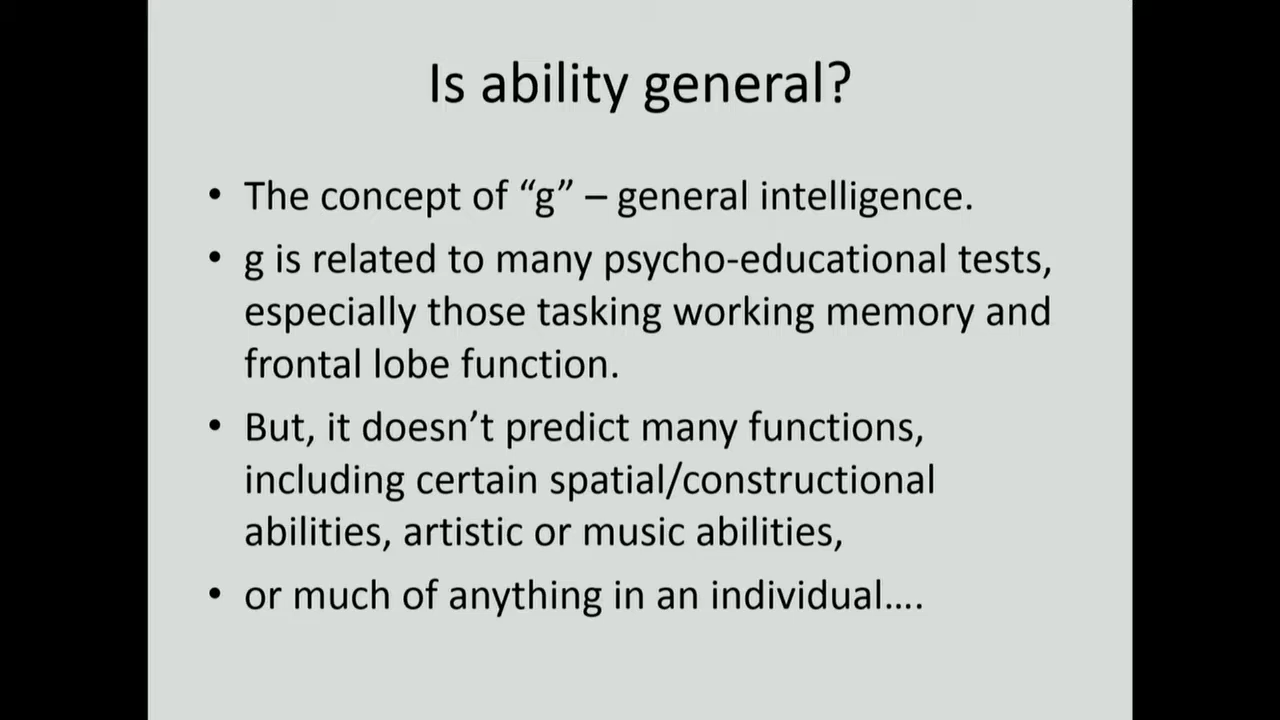 Is ability general?
• The concept of “g” – general intelligence.
• g is related to many psycho-educational tests,
especially those tasking working memory and
frontal lobe function.
• But, it doesn’t predict many functions,
including certain spatial/constructional
abilities, artistic or music abilities,
• or much of anything in an individual….